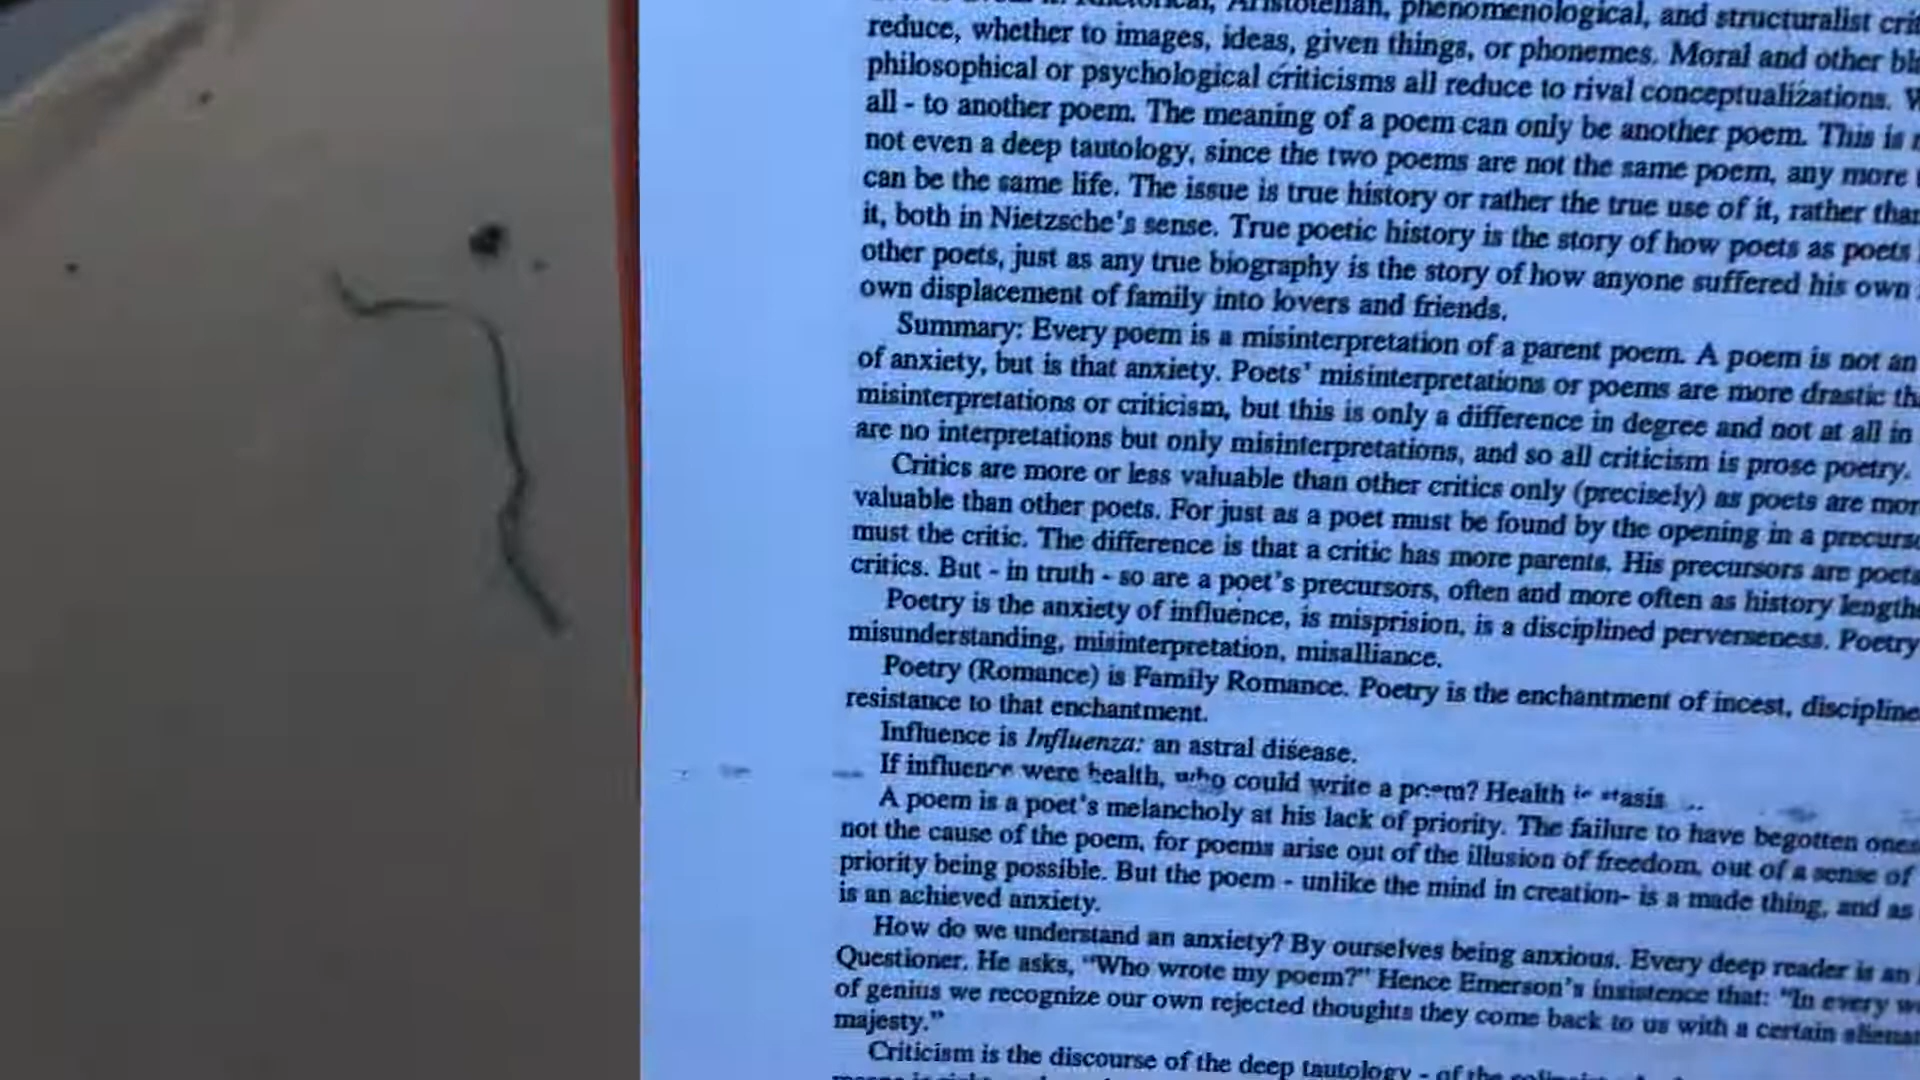 Aristotelian, phenomenological, and structuralist
reduce, whether to images, ideas, given things, or phonemes. Moral and other
philosophical or psychological criticisms all reduce to rival conceptualizations.
all - to another poem. The meaning of a poem can only be another poem. This is
not even a deep tautology, since the two poems are not the same poem, any more
can be the same life. The issue is true history or rather the true use of it, rather than
it, both in Nietzsche's sense. True poetic history is the story of how poets as poets
other poets, just as any true biography is the story of how anyone suffered his own
own displacement of family into lovers and friends.
Summary: Every poem is a misinterpretation of a parent poem. A poem is not an
of anxiety, but is that anxiety. Poets' misinterpretations or poems are more drastic
misinterpretations or criticism, but this is only a difference in degree and not at all in
are no interpretations but only misinterpretations, and so all criticism is prose poetry.
Critics are more or less valuable than other critics only (precisely) as poets are
valuable than other poets. For just as a poet must be found by the opening in a
must the critic. The difference is that a critic has more parents. His precursors are poets
critics. But - in truth - so are a poet's precursors, often and more often as history
Poetry is the anxiety of influence, is misprision, is a disciplined perverseness. Poetry
misunderstanding, misinterpretation, misalliance.
Poetry (Romance) is Family Romance. Poetry is the enchantment of incest,
resistance to that enchantment.
Influence is Influenza: an astral disease.
If influence were health, who could write a poem? Health is stasis
A poem is a poet's melancholy at his lack of priority. The failure to have begotten
not the cause of the poem, for poems arise out of the illusion of freedom, out of a sense of
priority being possible. But the poem - unlike the mind in creation- is a made thing, and as
is an achieved anxiety.
How do we understand an anxiety? By ourselves being anxious. Every deep reader is an
Questioner. He asks, "Who wrote my poem?" Hence Emerson's insistence that: "In every
of genius we recognize our own rejected thoughts they come back to us with a certain
majesty."
Criticism is the discourse of the deep tautology - of the